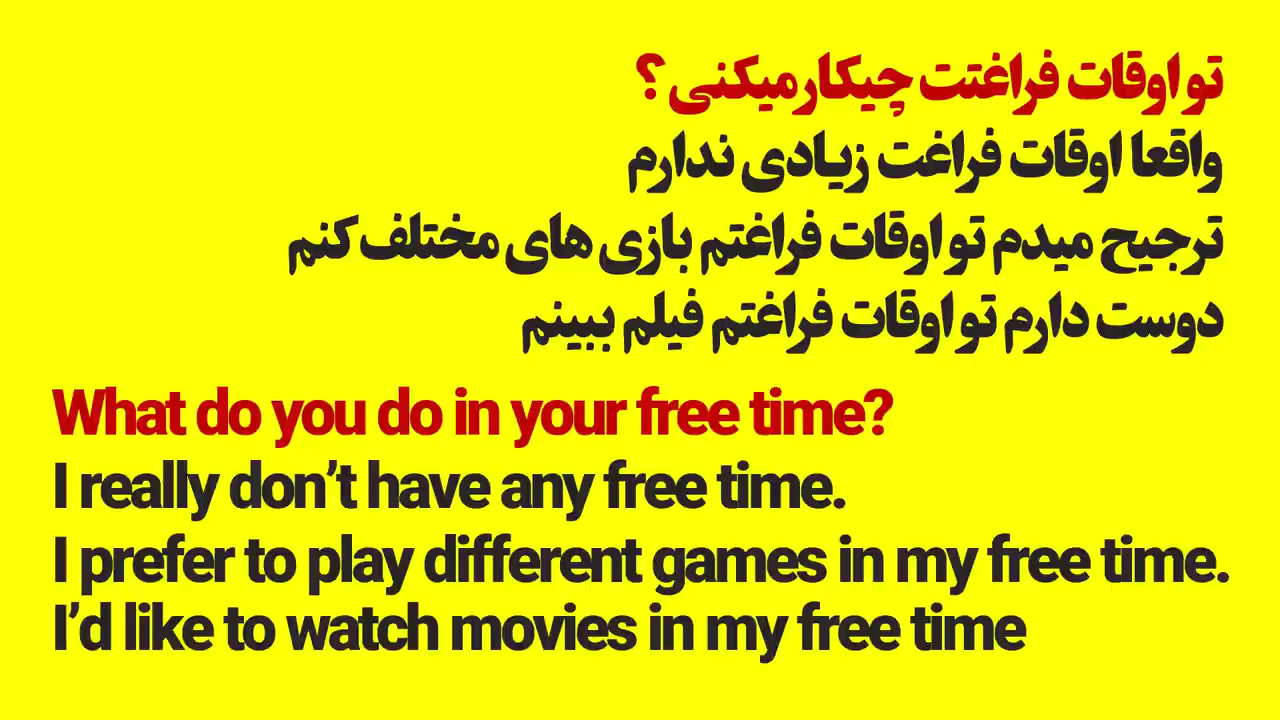 تو اوقات فراغتت چیکار میکنی ؟
واقعا اوقات فراغت زیادی ندارم
ترجیح میدم تو اوقات فراغتم بازی های مختلف کنم
دوست دارم تو اوقات فراغتم فیلم ببینم
What do you do in your free time?
I really don’t have any free time.
I prefer to play different games in my free time.
I’d like to watch movies in my free time